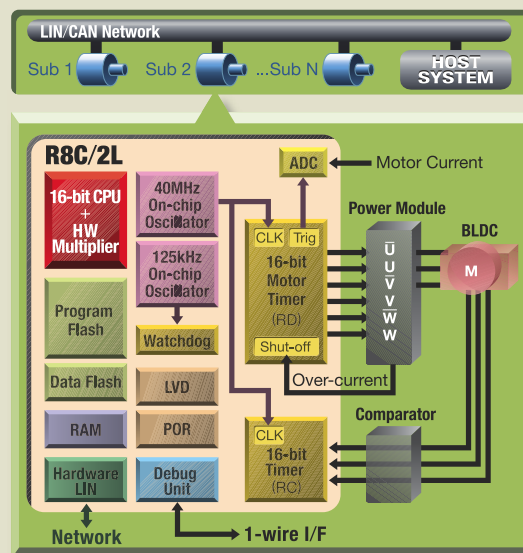 LIN/CAN Network
Sub 1
Sub 2
...Sub N
HOST
SYSTEM
R8C/2L
16-bit CPU
+
HW
Multiplier
40MHz
On-chip
Oscillator
ADC
Motor Current
Power Module
BLDC
CLK
Trig
16-bit
Motor
Timer
(RD)
Shut-off
U̅
U
V̅
V
W̅
W
M
125kHz
On-chip
Oscillator
Program
Flash
Watchdog
Over-current
Data Flash
LVD
Comparator
RAM
POR
CLK
16-bit
Timer
(RC)
Hardware
LIN
Debug
Unit
Network
1-wire I/F